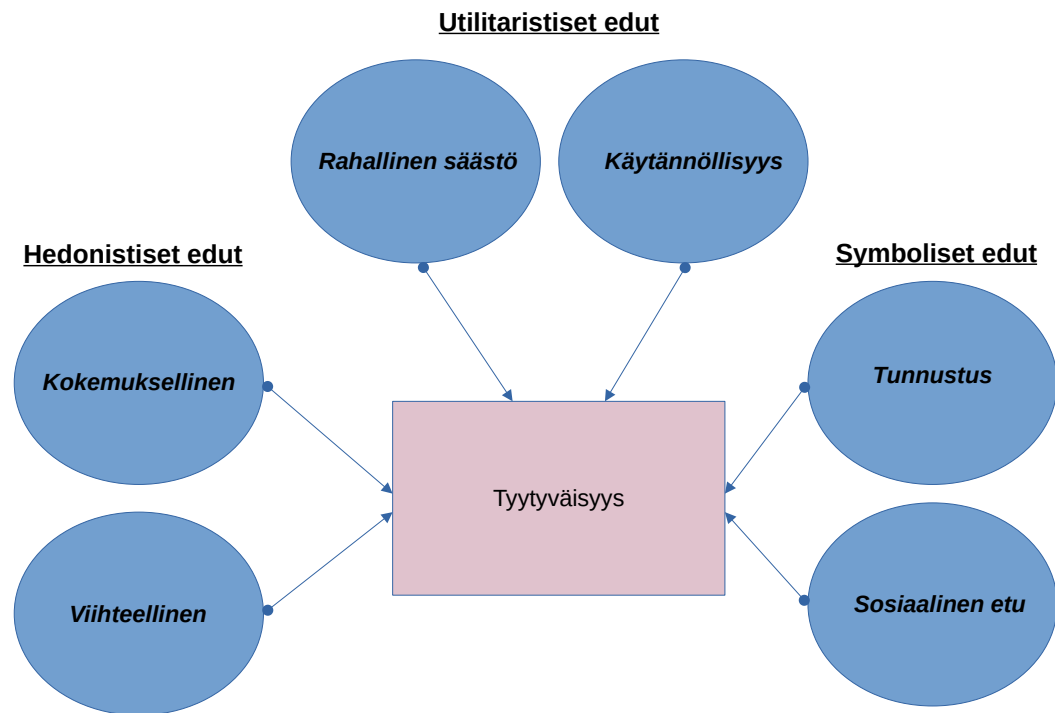 Utilitaristiset edut
Rahallinen säästö
Käytännöllisyys
Hedonistiset edut
Symboliset edut
Kokemuksellinen
Tunnustus
Tyytyväisyys
Viihteellinen
Sosiaalinen etu